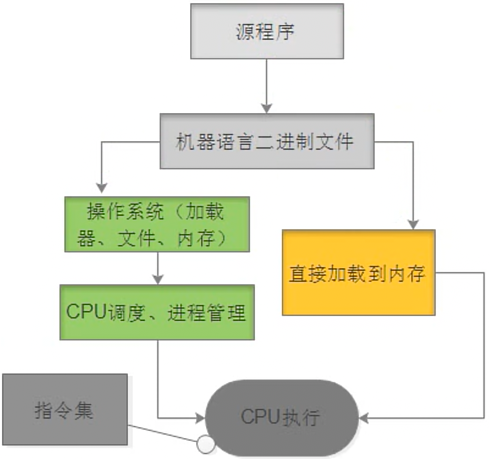 源程序
机器语言二进制文件
操作系统（加载
器、文件、内存）
直接加载到内存
CPU调度、进程管理
指令集
CPU执行